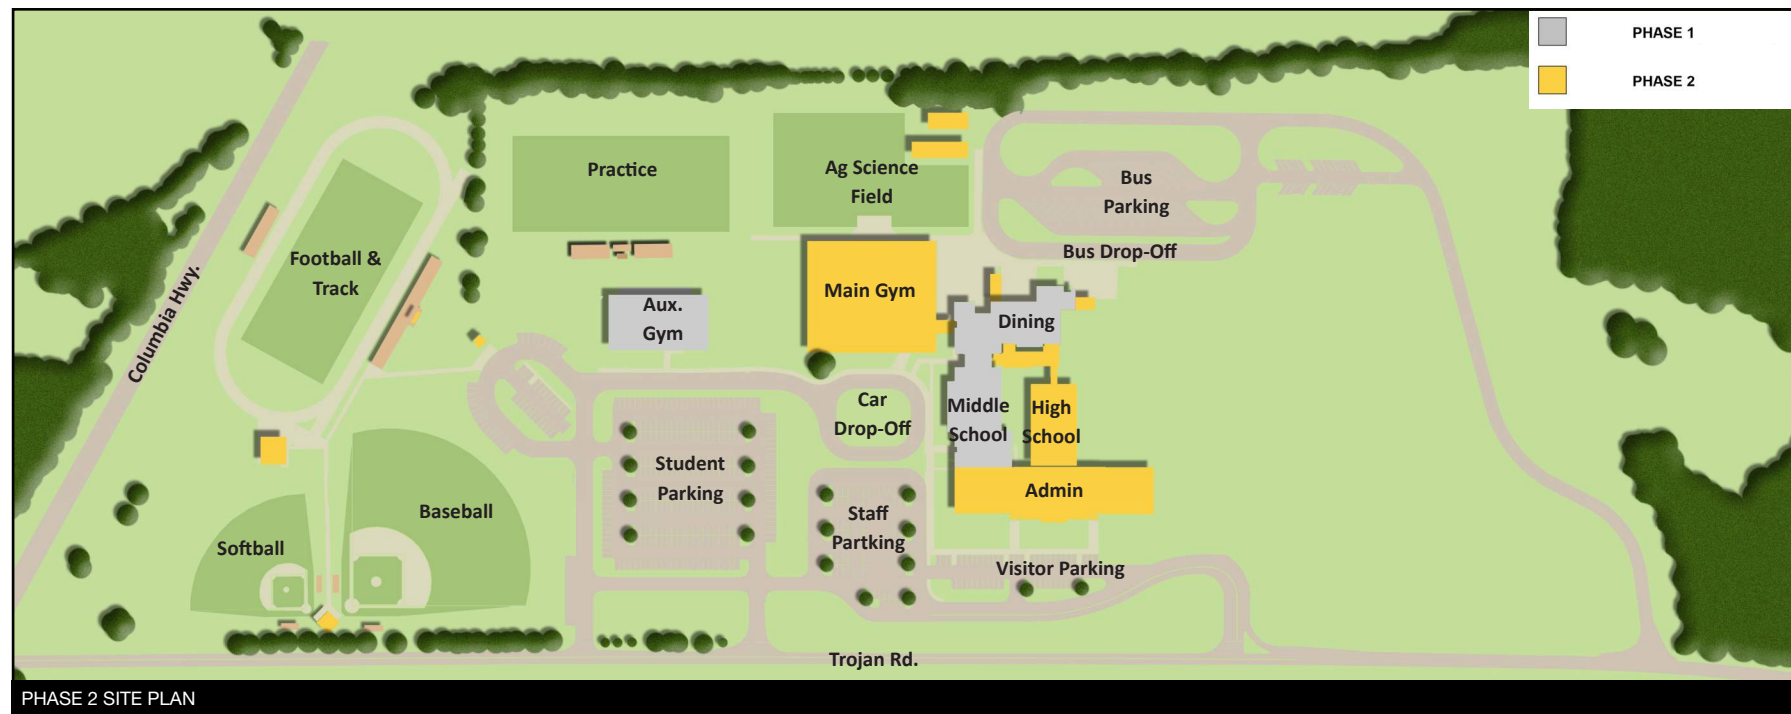 PHASE 1
PHASE 2
Practice
Ag Science
Field
Bus
Parking
Bus Drop-Off
Football &
Track
Columbia Hwy.
Aux.
Gym
Main Gym
Dining
Car
Drop-Off
Middle
School
High
School
Student
Parking
Admin
Baseball
Softball
Staff
Partking
Visitor Parking
Trojan Rd.
PHASE 2 SITE PLAN